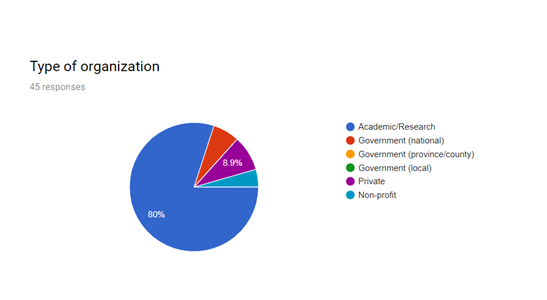 Type of organization
45 responses
Academic/Research
Government (national)
Government (province/county)
Government (local)
Private
Non-profit
8.9%
80%